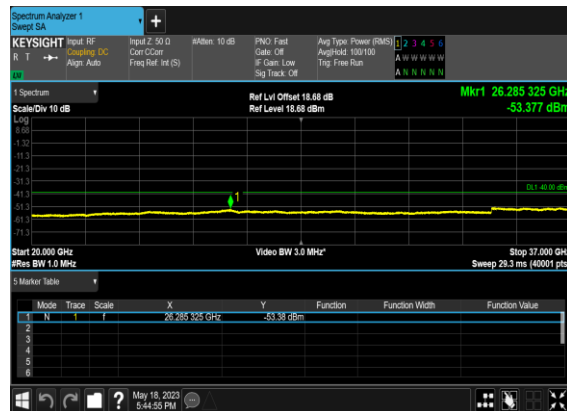 Spectrum Analyzer 1
Swept SA
KEYSIGHT Input: RF Input Z: 50 Ω #Atten: 10 dB PNO: Fast Avg Type: Power (RMS) 1 2 3 4 5 6
R T Coupling: DC Corr CCorr Gate: Off Avg|Hold: 100/100 A W W W W W
Align: Auto Freq Ref: Int (S) IF Gain: Low Trig: Free Run
Sig Track: Off A N N N N N
1 Spectrum Ref Lvl Offset 18.68 dB Mkr1 26.285 325 GHz
Scale/Div 10 dB Ref Level 18.68 dBm -53.377 dBm
Log
8.68
-1.32
-11.3
-21.3
-31.3
-41.3 1 DL1 -40.00 dBm
-51.3
-61.3
-71.3
Start 20.000 GHz Video BW 3.0 MHz* Stop 37.000 GHz
#Res BW 1.0 MHz Sweep 29.3 ms (40001 pts)
5 Marker Table
Mode Trace Scale X Y Function Function Width Function Value
1 N 1 f 26.285 325 GHz -53.38 dBm
2
3
4
5
6
? May 18, 2023
5:44:55 PM